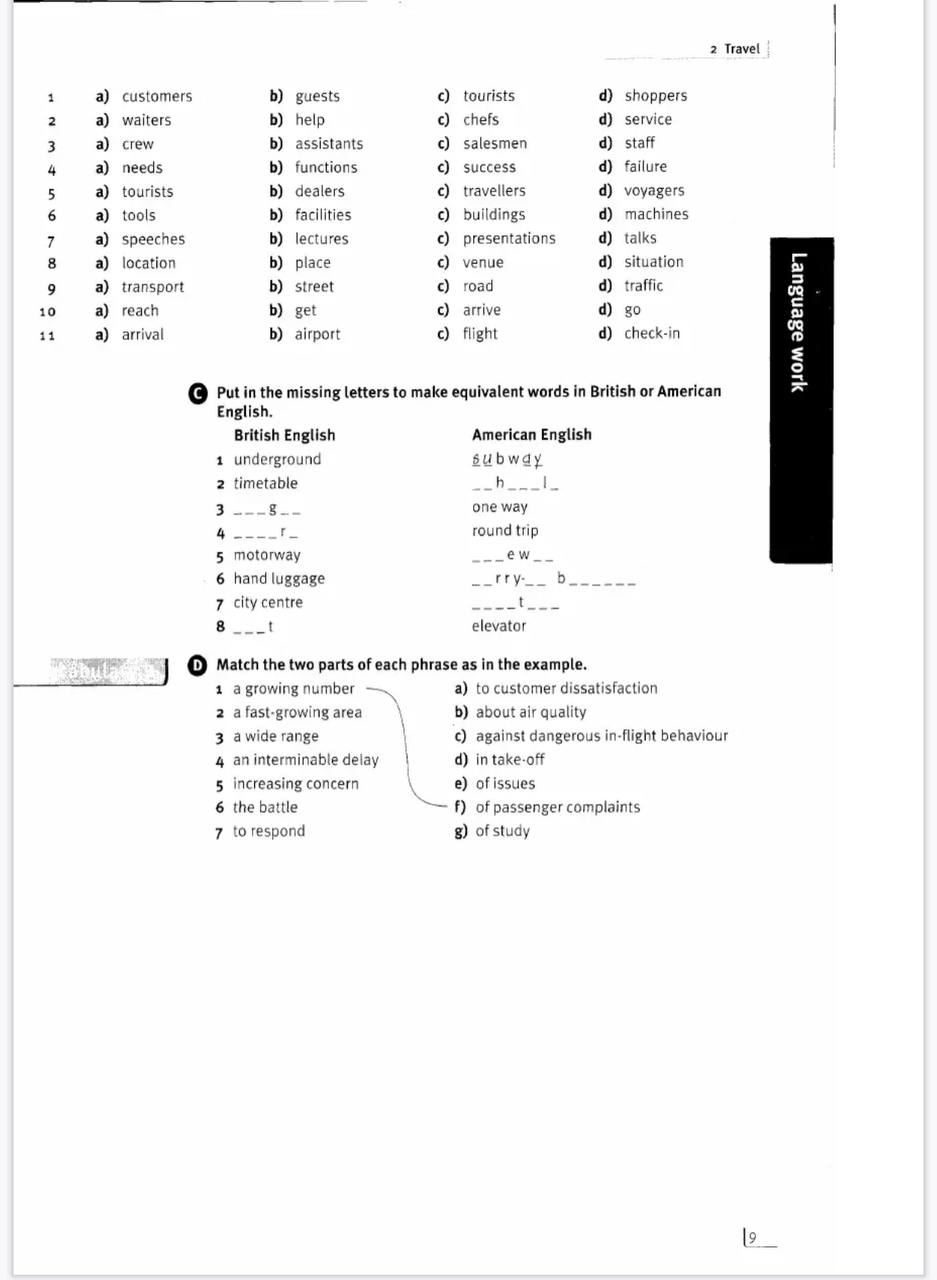 2 Travel
1 a) customers b) guests c) tourists d) shoppers
2 a) waiters b) help c) chefs d) service
3 a) crew b) assistants c) salesmen d) staff
4 a) needs b) functions c) success d) failure
5 a) tourists b) dealers c) travellers d) voyagers
6 a) tools b) facilities c) buildings d) machines
7 a) speeches b) lectures c) presentations d) talks
8 a) location b) place c) venue d) situation
9 a) transport b) street c) road d) traffic
10 a) reach b) get c) arrive d) go
11 a) arrival b) airport c) flight d) check-in
Language work
C Put in the missing letters to make equivalent words in British or American
English.
British English American English
1 underground subway
2 timetable _ _ h _ _ _ l _
3 _ _ _ g _ _ one way
4 _ _ _ _ r _ round trip
5 motorway _ _ _ e w _ _
6 hand luggage _ _ r r y - _ _ b _ _ _ _ _ _
7 city centre _ _ _ _ t _ _ _
8 _ _ _ t elevator
D Match the two parts of each phrase as in the example.
1 a growing number a) to customer dissatisfaction
2 a fast-growing area b) about air quality
3 a wide range c) against dangerous in-flight behaviour
4 an interminable delay d) in take-off
5 increasing concern e) of issues
6 the battle f) of passenger complaints
7 to respond g) of study
9